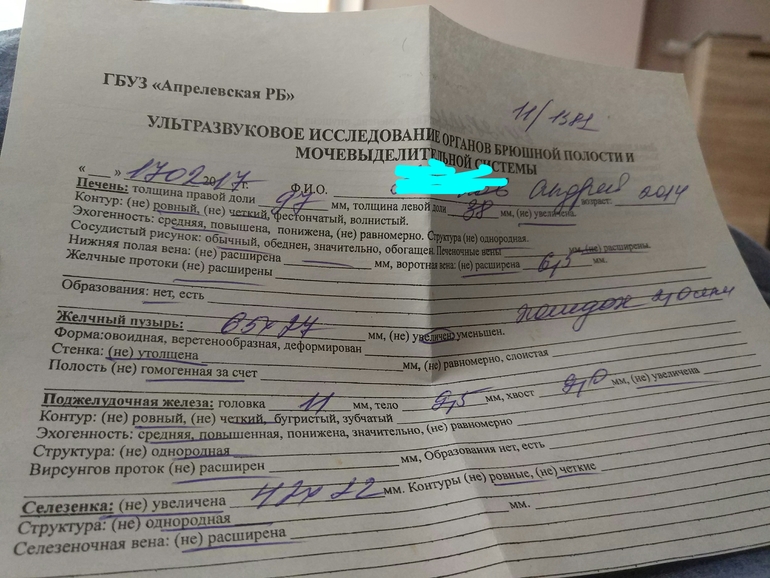 ГБУЗ «Апрелевская РБ»
11/1381
УЛЬТРАЗВУКОВОЕ ИССЛЕДОВАНИЕ ОРГАНОВ БРЮШНОЙ ПОЛОСТИ И
МОЧЕВЫДЕЛИТЕЛЬНОЙ СИСТЕМЫ
« » 17 02 2017 г. Ф.И.О. Андрей возраст: 2014
Печень: толщина правой доли 97 мм, толщина левой доли 38 мм, (не) увеличена.
Контур: (не) ровный, (не) четкий, фестончатый, волнистый.
Эхогенность: средняя, повышена, понижена, (не) равномерно. Структура (не) однородная.
Сосудистый рисунок: обычный, обеднен, значительно, обогащен. Печеночные вены мм, (не) расширены.
Нижняя полая вена: (не) расширена мм, воротная вена: (не) расширена 6,5 мм.
Желчные протоки (не) расширены
Образования: нет, есть
Желчный пузырь: 65х27 мм, (не) увеличен, уменьшен.
Форма:овоидная, веретенообразная, деформирован
Стенка: (не) утолщена мм, (не) равномерно, слоистая
Полость (не) гомогенная за счет
Поджелудочная железа: головка 11 мм, тело 9,5 мм, хвост 9,0 мм, (не) увеличена
Контур: (не) ровный, (не) четкий, бугристый, зубчатый
Эхогенность: средняя, повышенная, понижена, значительно, (не) равномерно
Структура: (не) однородная
Вирсунгов проток (не) расширен мм, Образования нет, есть
Селезенка: (не) увеличена 42х22 мм. Контуры (не) ровные, (не) четкие
Структура: (не) однородная
Селезеночная вена: (не) расширена мм.